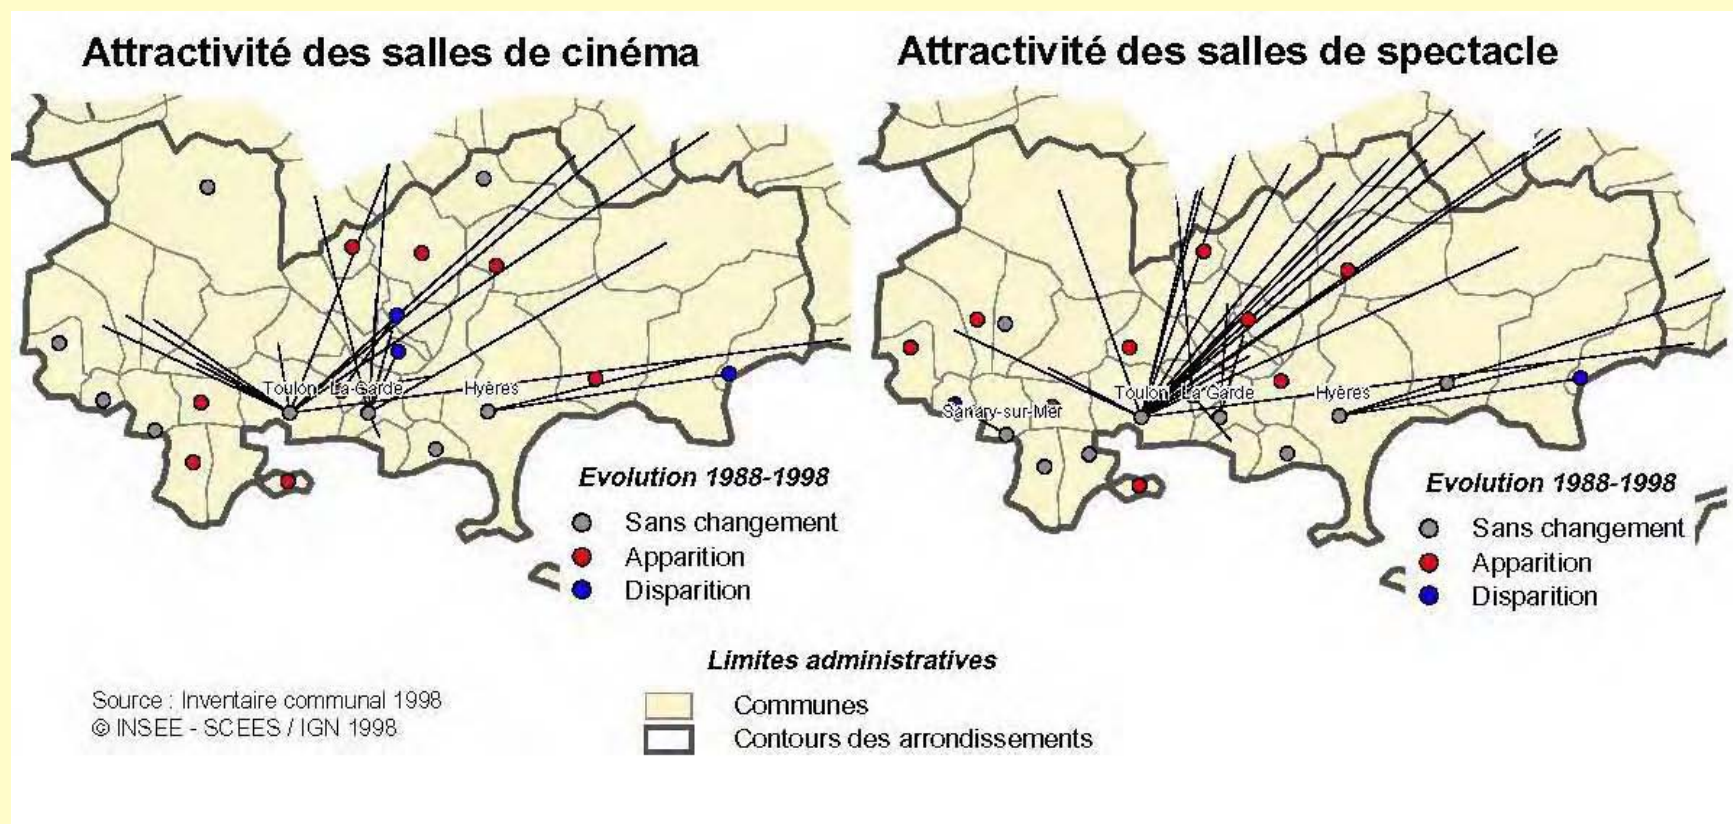 Attractivité des salles de cinéma
Toulon
La Garde
Hyères
Evolution 1988-1998
Sans changement
Apparition
Disparition
Attractivité des salles de spectacle
Toulon
La Garde
Hyères
Sanary-sur-Mer
Evolution 1988-1998
Sans changement
Apparition
Disparition
Limites administratives
Communes
Contours des arrondissements
Source : Inventaire communal 1998
© INSEE - SCEES / IGN 1998